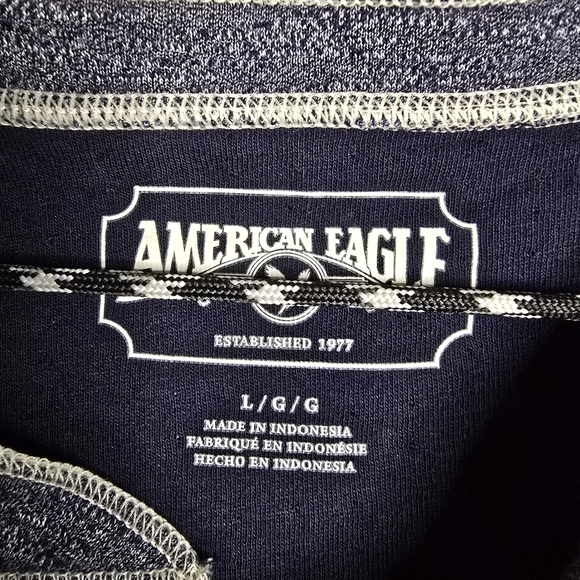 AMERICAN EAGLE
ESTABLISHED 1977
L/G/G
MADE IN INDONESIA
FABRIQUÉ EN INDONÉSIE
HECHO EN INDONESIA